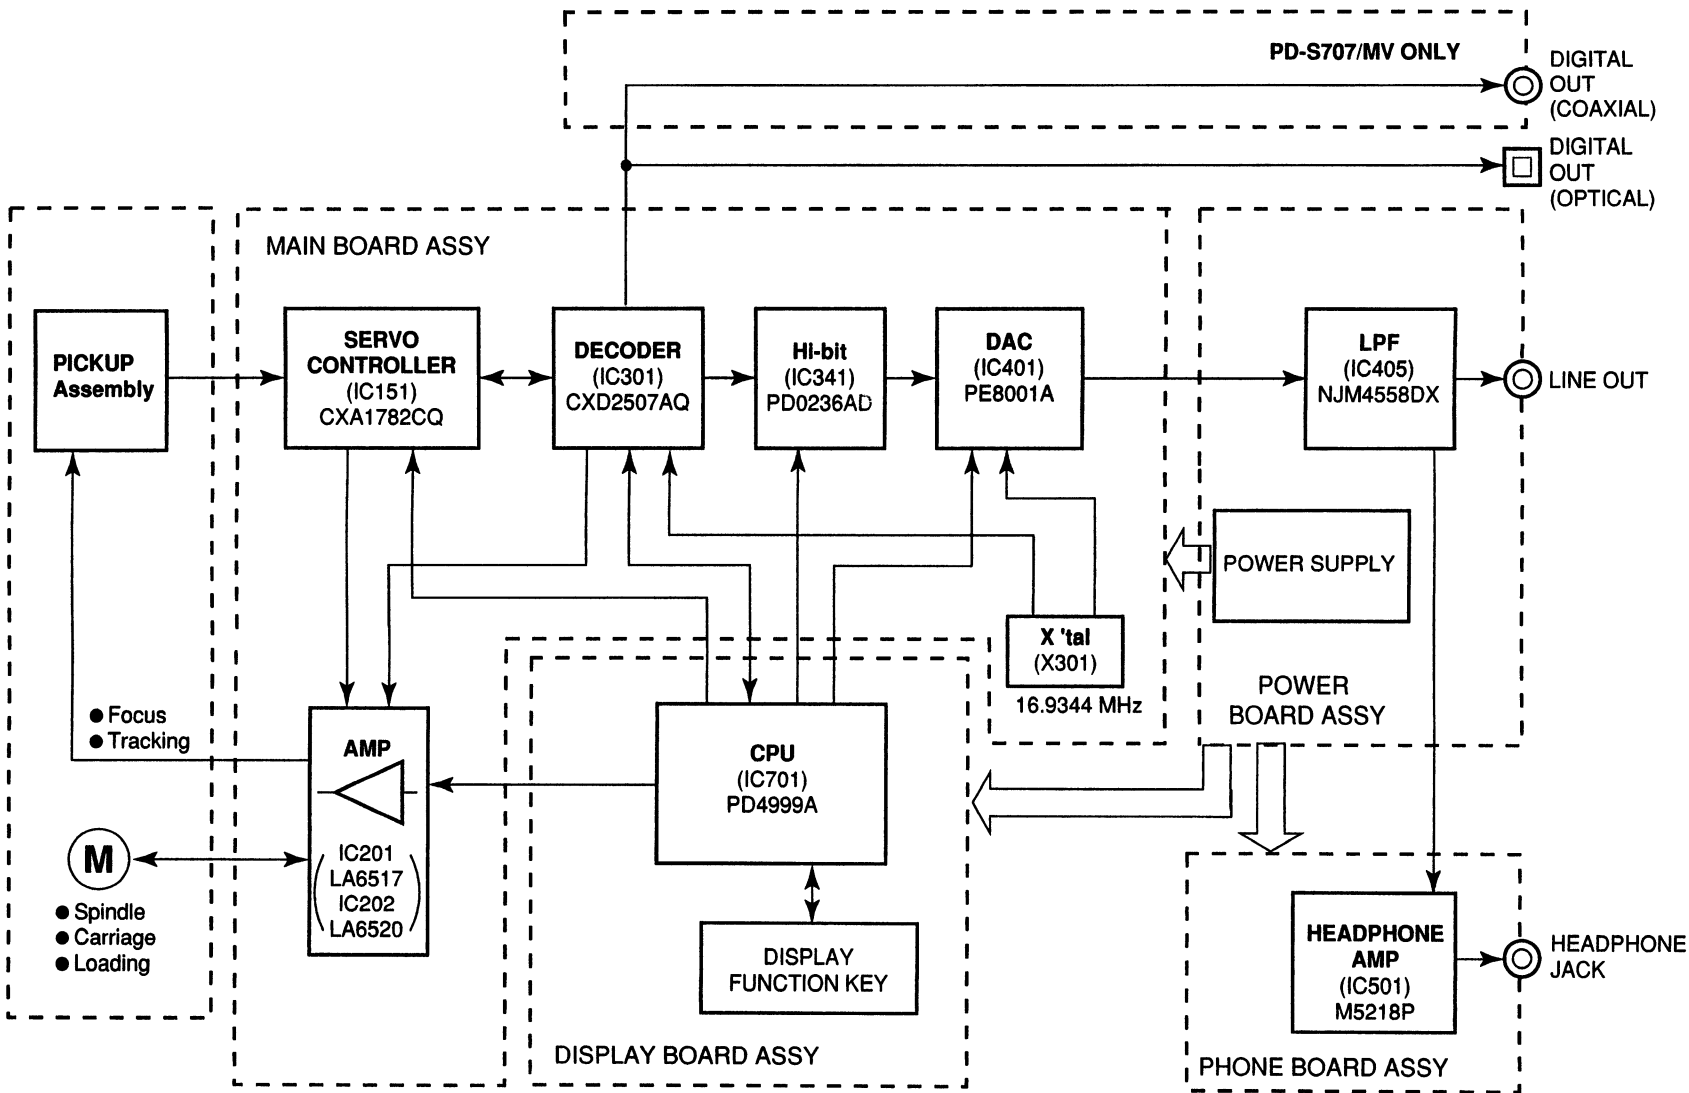 PD-S707/MV ONLY
DIGITAL
OUT
(COAXIAL)
DIGITAL
OUT
(OPTICAL)
MAIN BOARD ASSY
PICKUP
Assembly
SERVO
CONTROLLER
(IC151)
CXA1782CQ
DECODER
(IC301)
CXD2507AQ
Hi-bit
(IC341)
PD0236AD
DAC
(IC401)
PE8001A
LPF
(IC405)
NJM4558DX
LINE OUT
POWER SUPPLY
X 'tal
(X301)
16.9344 MHz
POWER
BOARD ASSY
● Focus
● Tracking
AMP
IC201
LA6517
IC202
LA6520
CPU
(IC701)
PD4999A
M
● Spindle
● Carriage
● Loading
DISPLAY
FUNCTION KEY
DISPLAY BOARD ASSY
HEADPHONE
AMP
(IC501)
M5218P
HEADPHONE
JACK
PHONE BOARD ASSY